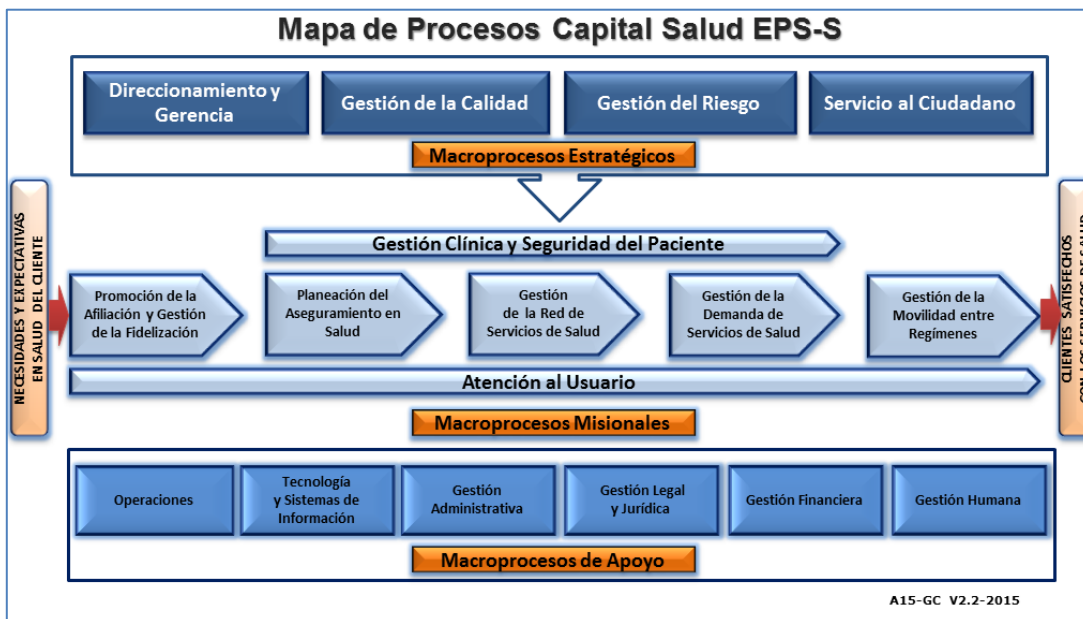 Mapa de Procesos Capital Salud EPS-S
Direccionamiento y
Gerencia
Gestión de la Calidad
Gestión del Riesgo
Servicio al Ciudadano
Macroprocesos Estratégicos
NECESIDADES Y EXPECTATIVAS
EN SALUD DEL CLIENTE
Gestión Clínica y Seguridad del Paciente
Promoción de la
Afiliación y Gestión
de la Fidelización
Planeación del
Aseguramiento en
Salud
Gestión
de la Red de
Servicios de Salud
Gestión de la
Demanda de
Servicios de Salud
Gestión de la
Movilidad entre
Regímenes
CLIENTES SATISFECHOS
CON LOS SERVICIOS DE SALUD
Atención al Usuario
Macroprocesos Misionales
Operaciones
Tecnología
y Sistemas de
Información
Gestión
Administrativa
Gestión Legal
y Jurídica
Gestión Financiera
Gestión Humana
Macroprocesos de Apoyo
A15-GC V2.2-2015